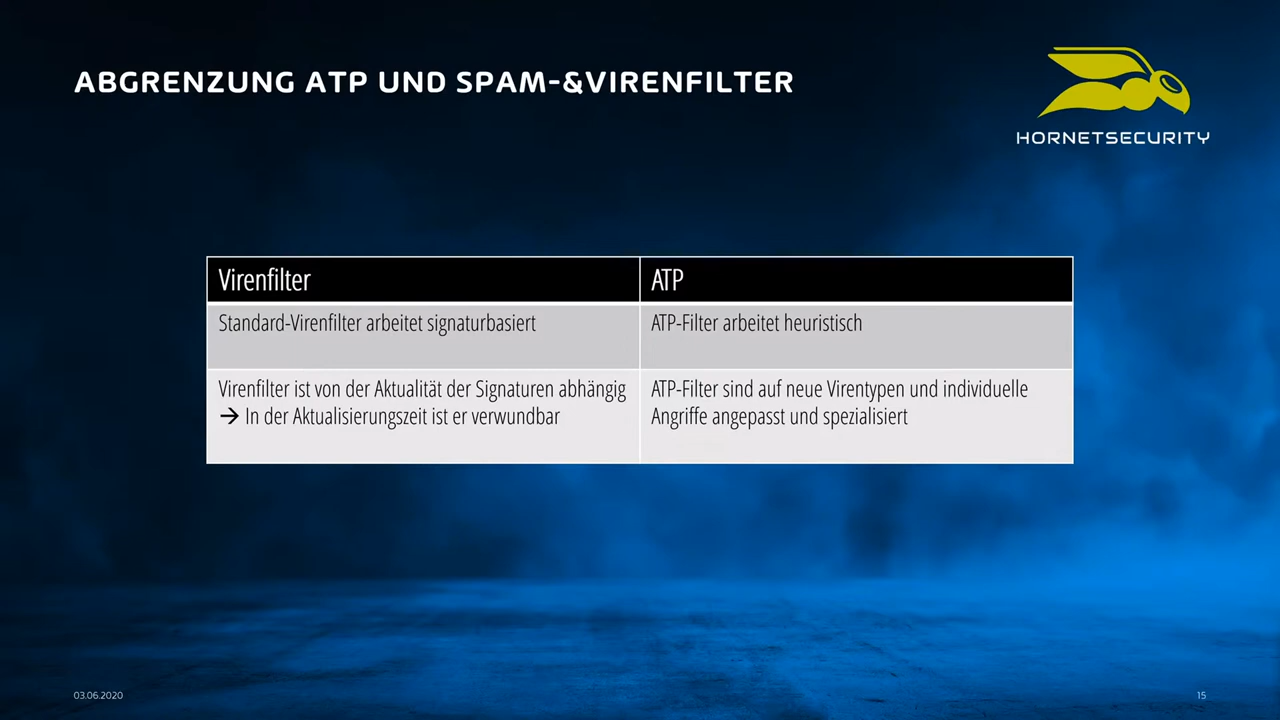 ABGRENZUNG ATP UND SPAM-&VIRENFILTER
HORNETSECURITY
Virenfilter
ATP
Standard-Virenfilter arbeitet signaturbasiert
ATP-Filter arbeitet heuristisch
Virenfilter ist von der Aktualität der Signaturen abhängig
→ In der Aktualisierungszeit ist er verwundbar
ATP-Filter sind auf neue Virentypen und individuelle
Angriffe angepasst und spezialisiert
03.06.2020
15